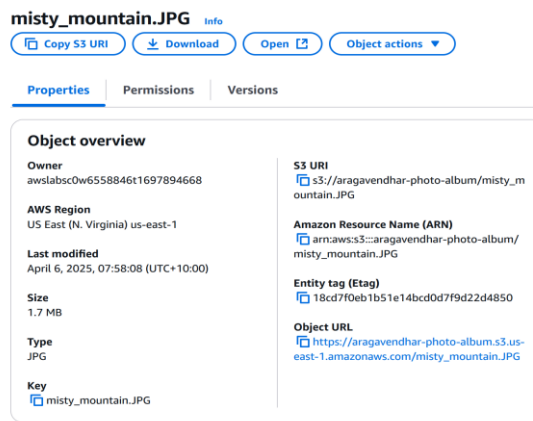 misty_mountain.JPG Info
Copy S3 URI Download Open Object actions
Properties Permissions Versions
Object overview
Owner
awslabsc0w6558846t1697894668
AWS Region
US East (N. Virginia) us-east-1
Last modified
April 6, 2025, 07:58:08 (UTC+10:00)
Size
1.7 MB
Type
JPG
Key
misty_mountain.JPG
S3 URI
s3://aragavendhar-photo-album/misty_m
ountain.JPG
Amazon Resource Name (ARN)
arn:aws:s3:::aragavendhar-photo-album/
misty_mountain.JPG
Entity tag (Etag)
18cd7f0eb1b51e14bcd0d7f9d22d4850
Object URL
https://aragavendhar-photo-album.s3.us-
east-1.amazonaws.com/misty_mountain.JPG